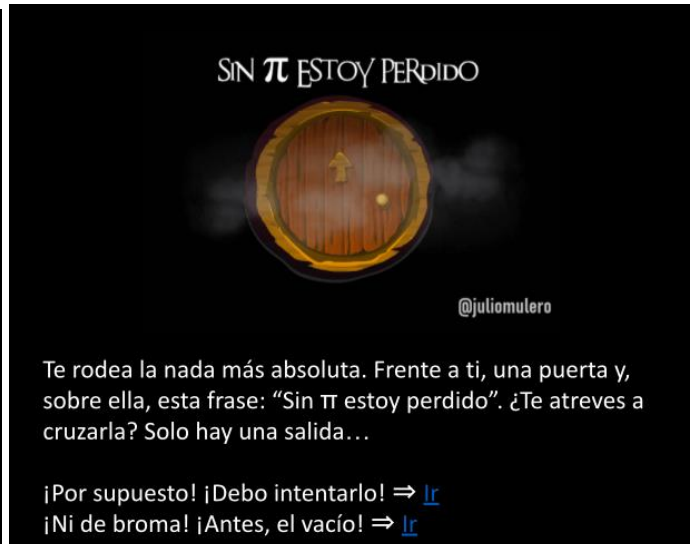 SIN π ESTOY PERDIDO
@juliomulero
Te rodea la nada más absoluta. Frente a ti, una puerta y,
sobre ella, esta frase: “Sin π estoy perdido”. ¿Te atreves a
cruzarla? Solo hay una salida…
¡Por supuesto! ¡Debo intentarlo! ⇒ Ir
¡Ni de broma! ¡Antes, el vacío! ⇒ Ir